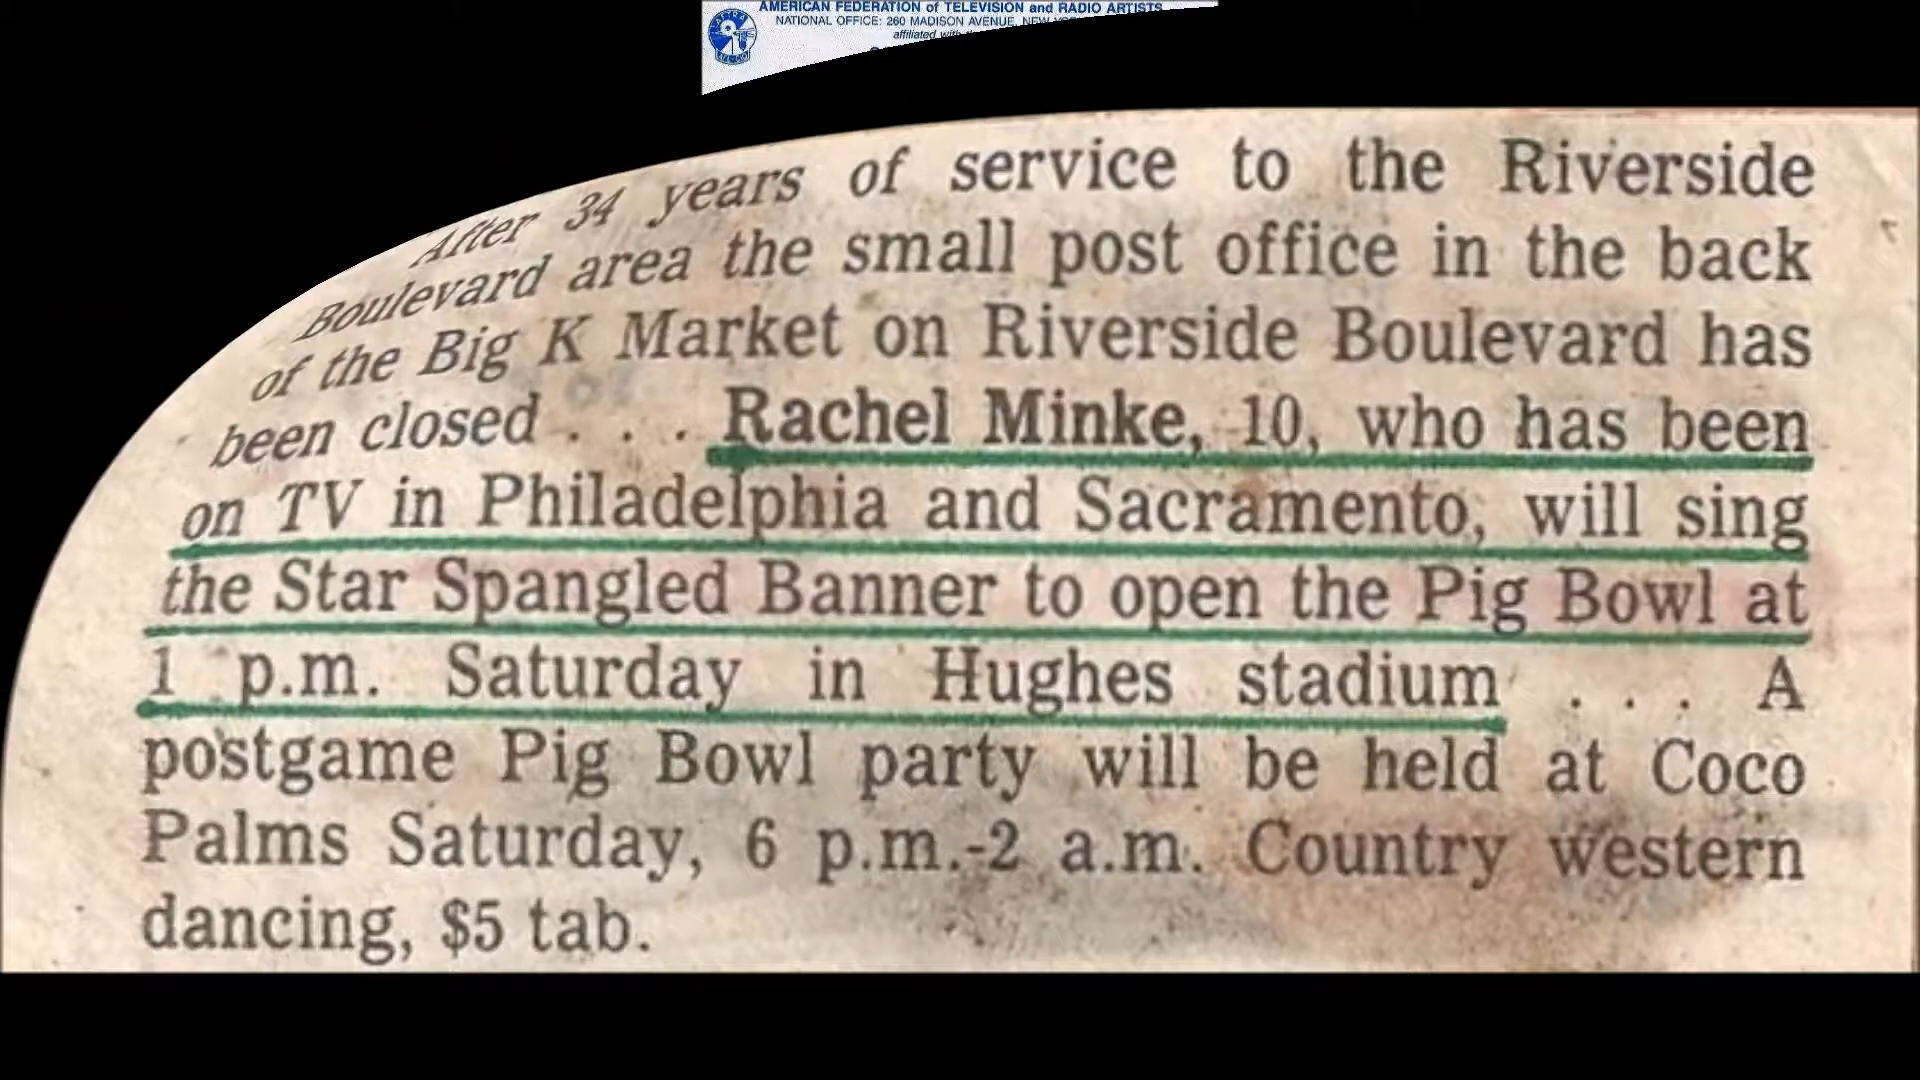 AMERICAN FEDERATION of TELEVISION and RADIO ARTISTS
NATIONAL OFFICE: 260 MADISON AVENUE, NEW
affiliated with
After 34 years of service to the Riverside
Boulevard area the small post office in the back
of the Big K Market on Riverside Boulevard has
been closed . . . Rachel Minke, 10, who has been
on TV in Philadelphia and Sacramento, will sing
the Star Spangled Banner to open the Pig Bowl at
1 p.m. Saturday in Hughes stadium . . . A
postgame Pig Bowl party will be held at Coco
Palms Saturday, 6 p.m.-2 a.m. Country western
dancing, $5 tab.